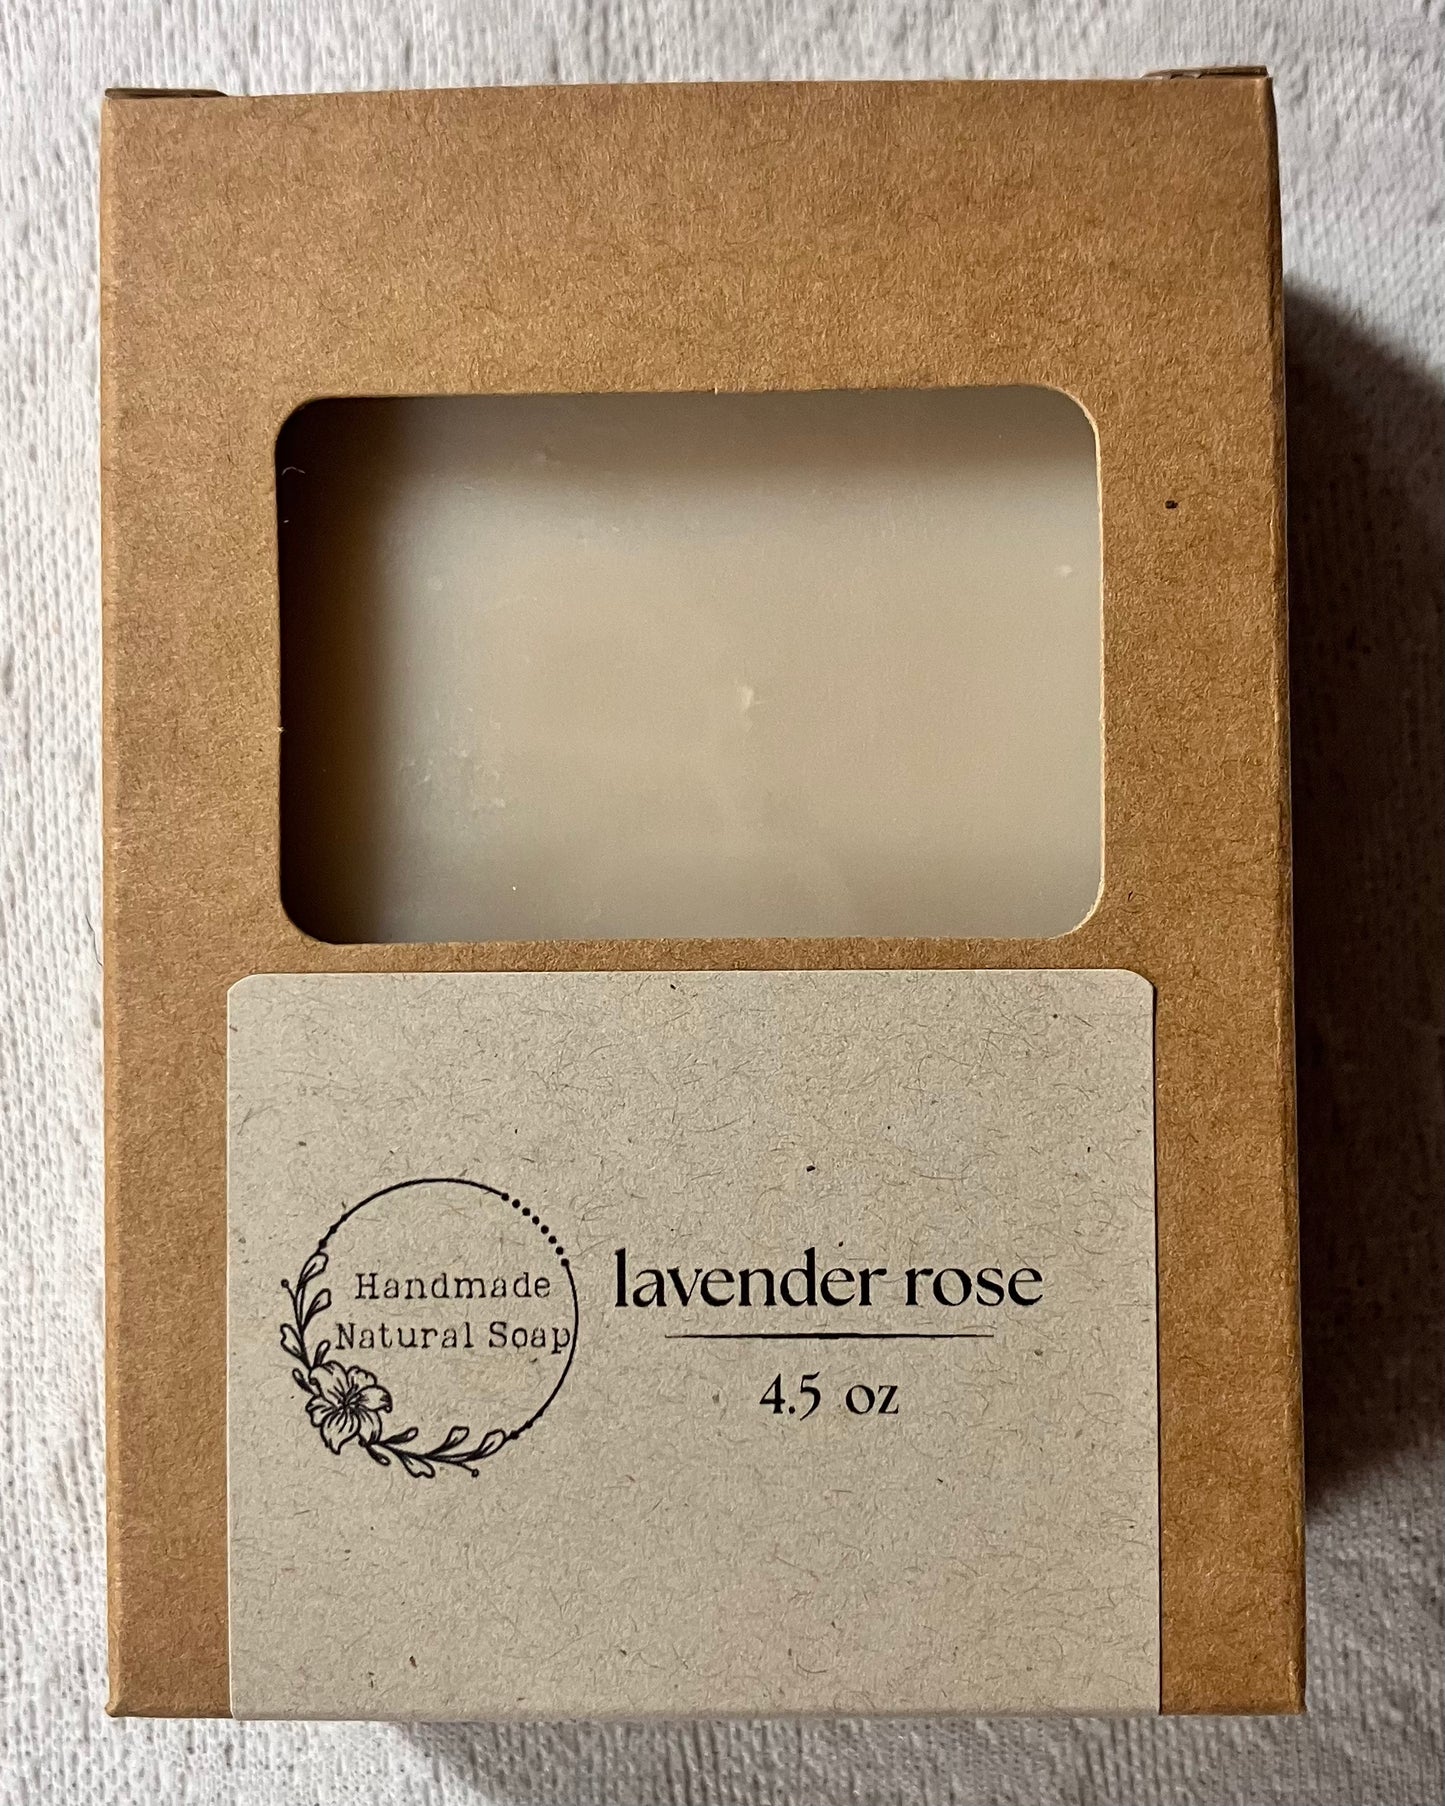 Handmade
Natural Soap
lavender rose
4.5 oz